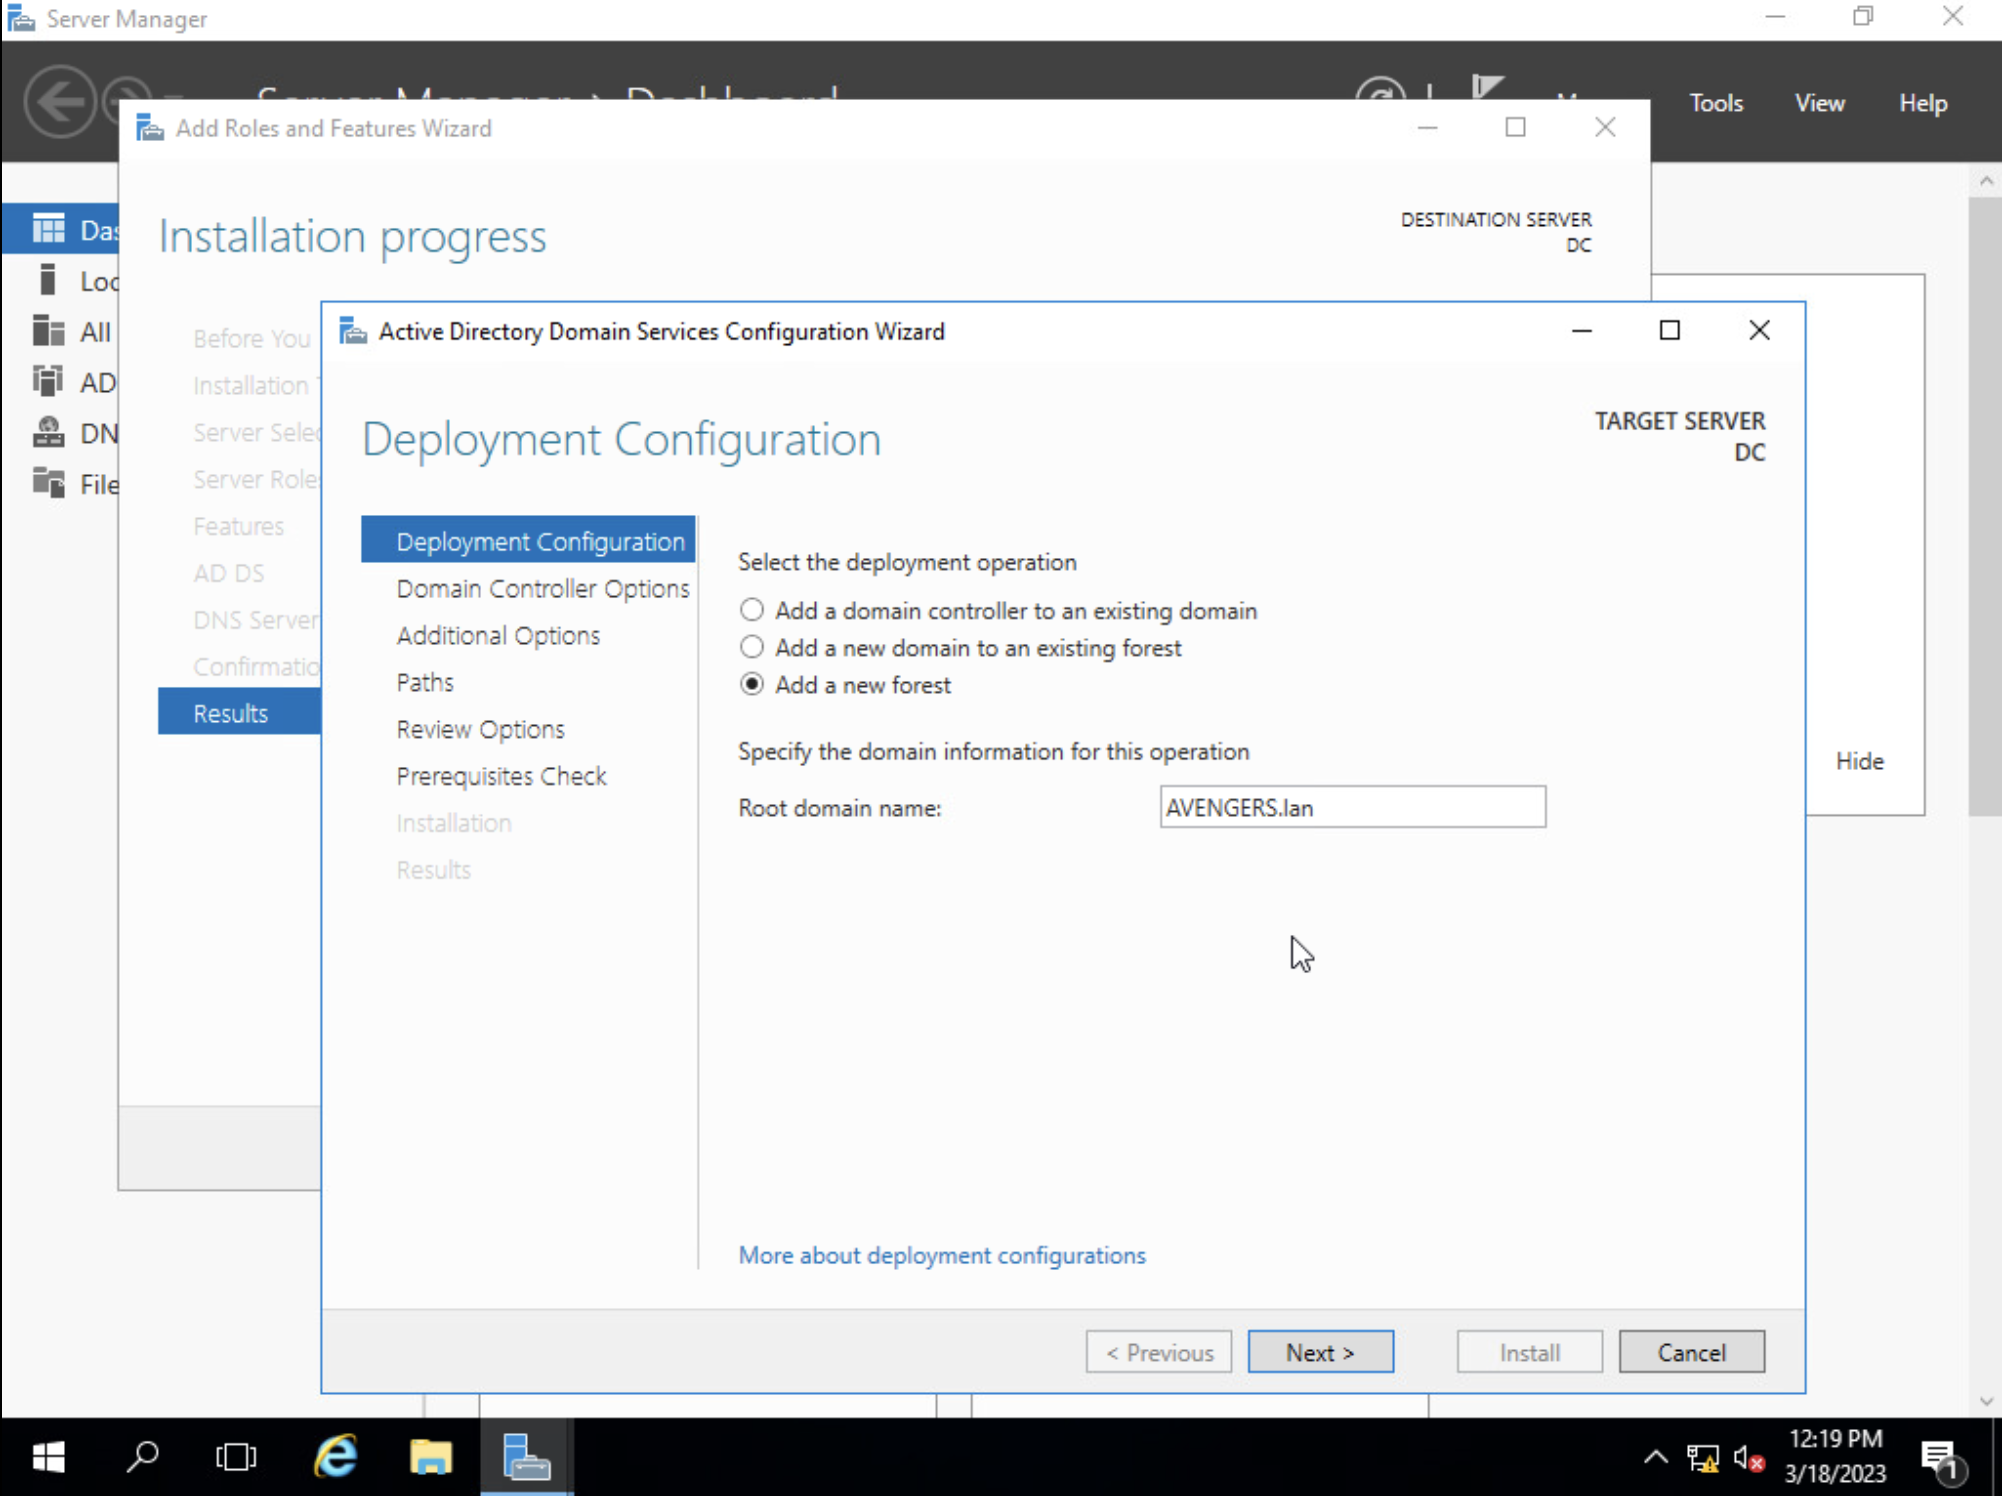 Server Manager
Server Manager › Dashboard
Tools
View
Help
Add Roles and Features Wizard
Installation progress
DESTINATION SERVER
DC
Das
Loc
All
AD
DN
File
Before You
Installation
Server Selec
Server Roles
Features
AD DS
DNS Server
Confirmatio
Results
Hide
Active Directory Domain Services Configuration Wizard
Deployment Configuration
TARGET SERVER
DC
Deployment Configuration
Domain Controller Options
Additional Options
Paths
Review Options
Prerequisites Check
Installation
Results
Select the deployment operation
Add a domain controller to an existing domain
Add a new domain to an existing forest
Add a new forest
Specify the domain information for this operation
Root domain name:
AVENGERS.lan
More about deployment configurations
< Previous
Next >
Install
Cancel
12:19 PM
3/18/2023
1